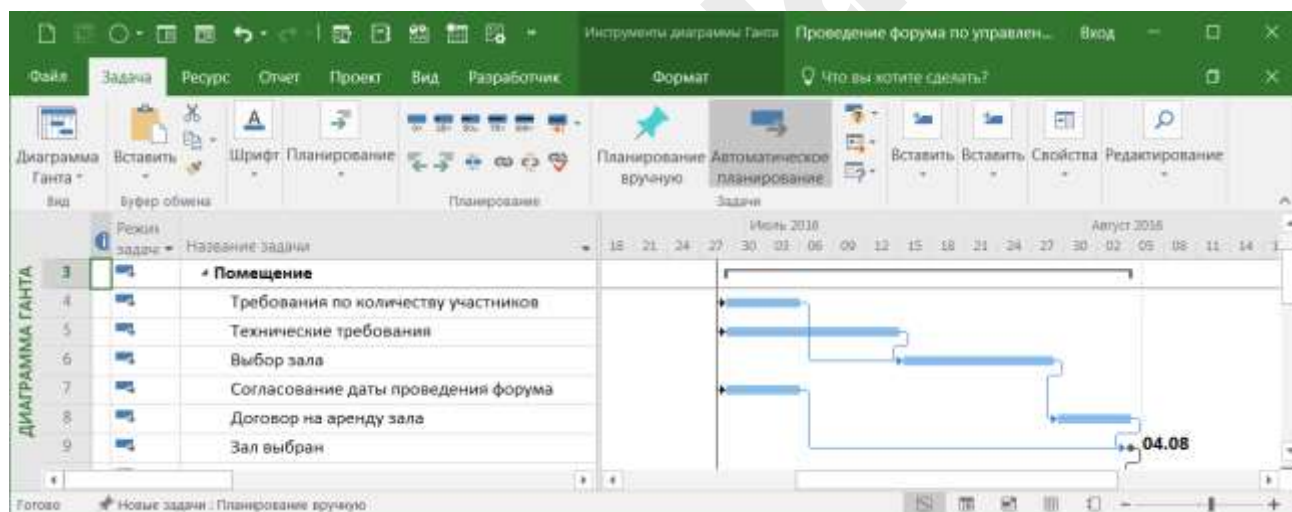 Инструменты диаграммы Ганта Проведение форума по управлен... Вход
Файл Задача Ресурс Отчет Проект Вид Разработчик Формат Что вы хотите сделать?
Диаграмма Ганта Вставить Шрифт Планирование Планирование вручную Автоматическое планирование Вставить Вставить Свойства Редактирование
Вид Буфер обмена Планирование Задачи
Режим задачи Название задачи
Июль 2016 Август 2016
18 21 24 27 30 03 06 09 12 15 18 21 24 27 30 02 05 08 11 14
ДИАГРАММА ГАНТА
3 Помещение
4 Требования по количеству участников
5 Технические требования
6 Выбор зала
7 Согласование даты проведения форума
8 Договор на аренду зала
9 Зал выбран 04.08
Готово Новые задачи : Планирование вручную